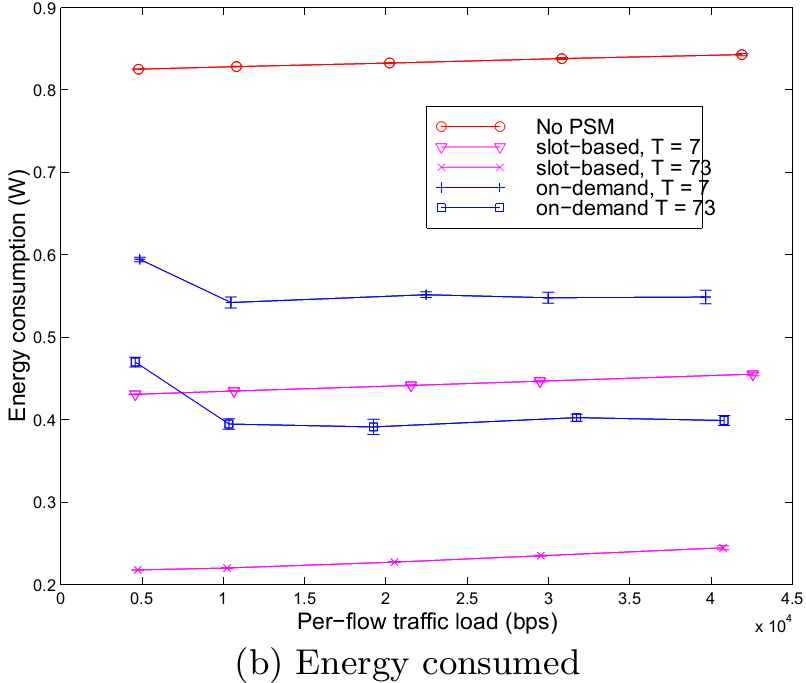 0.9
0.8
0.7
0.6
0.5
0.4
0.3
0.2
Energy consumption (W)
No PSM
slot−based, T = 7
slot−based, T = 73
on−demand, T = 7
on−demand T = 73
0 0.5 1 1.5 2 2.5 3 3.5 4 4.5
x 10^4
Per−flow traffic load (bps)
(b) Energy consumed